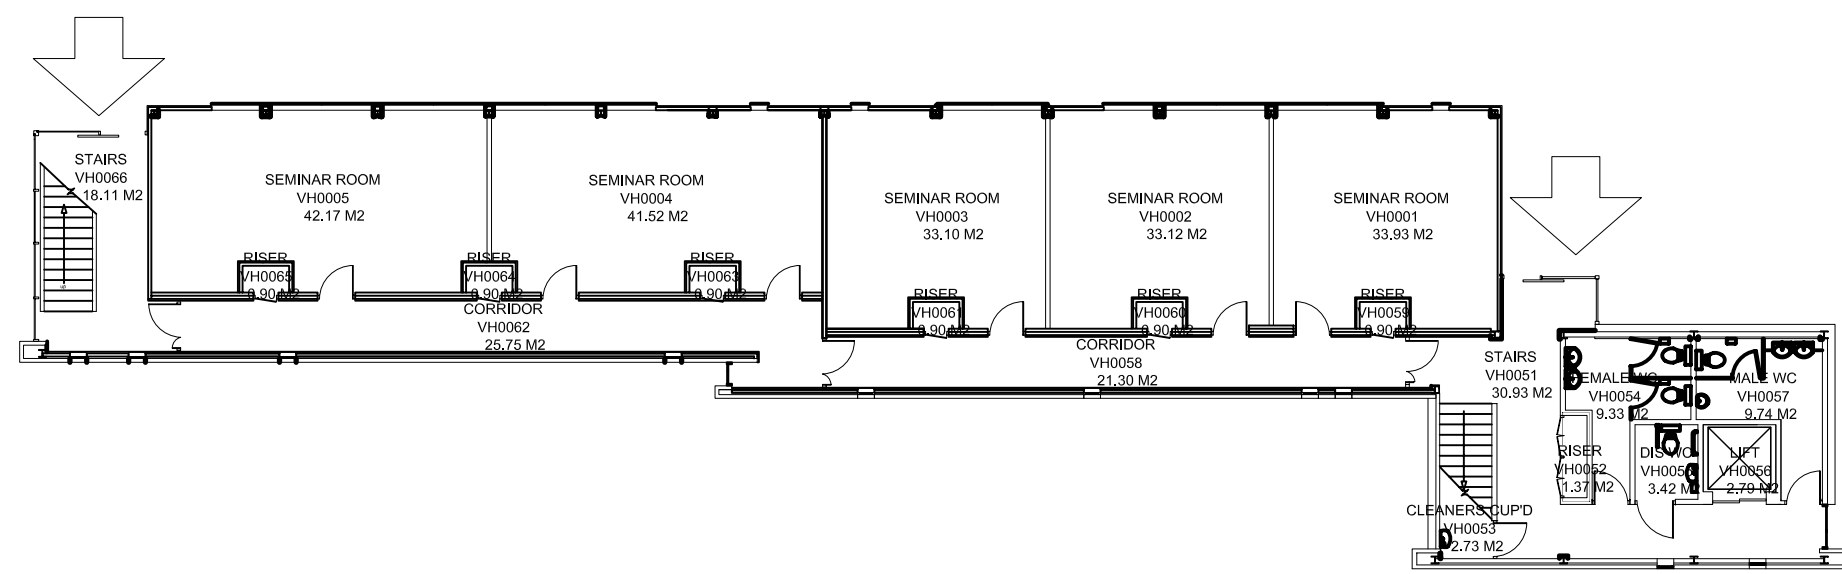 STAIRS
VH0066
18.11 M2
SEMINAR ROOM
VH0005
42.17 M2
SEMINAR ROOM
VH0004
41.52 M2
SEMINAR ROOM
VH0003
33.10 M2
SEMINAR ROOM
VH0002
33.12 M2
SEMINAR ROOM
VH0001
33.93 M2
RISER
VH0065
0.90 M2
RISER
VH0064
0.90 M2
RISER
VH0063
0.90 M2
CORRIDOR
VH0062
25.75 M2
RISER
VH0061
0.90 M2
RISER
VH0060
0.90 M2
RISER
VH0059
0.90 M2
CORRIDOR
VH0058
21.30 M2
STAIRS
VH0051
30.93 M2
FEMALE WC
VH0054
9.33 M2
MALE WC
VH0057
9.74 M2
RISER
VH0052
1.37 M2
DIS WC
VH0055
3.42 M2
LIFT
VH0056
2.79 M2
CLEANERS CUP'D
VH0053
2.73 M2